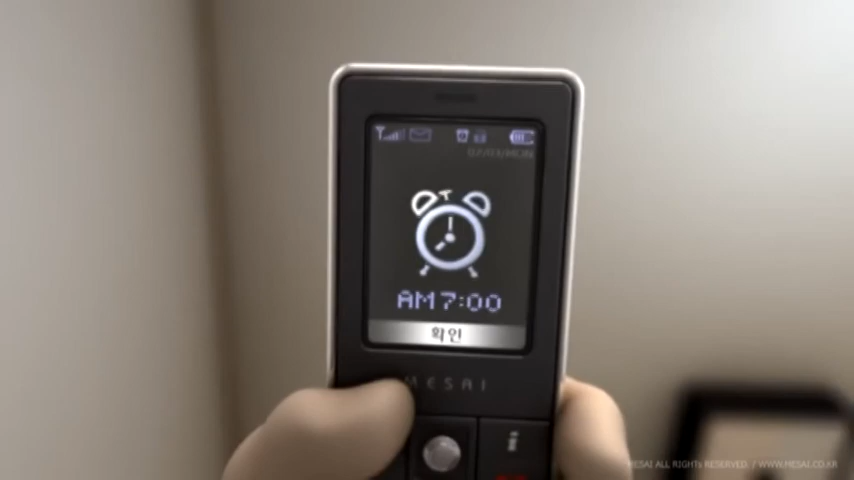 AM 7:00
확인
MESAI
MESAI ALL RIGHTS RESERVED. / WWW.MESAI.CO.KR